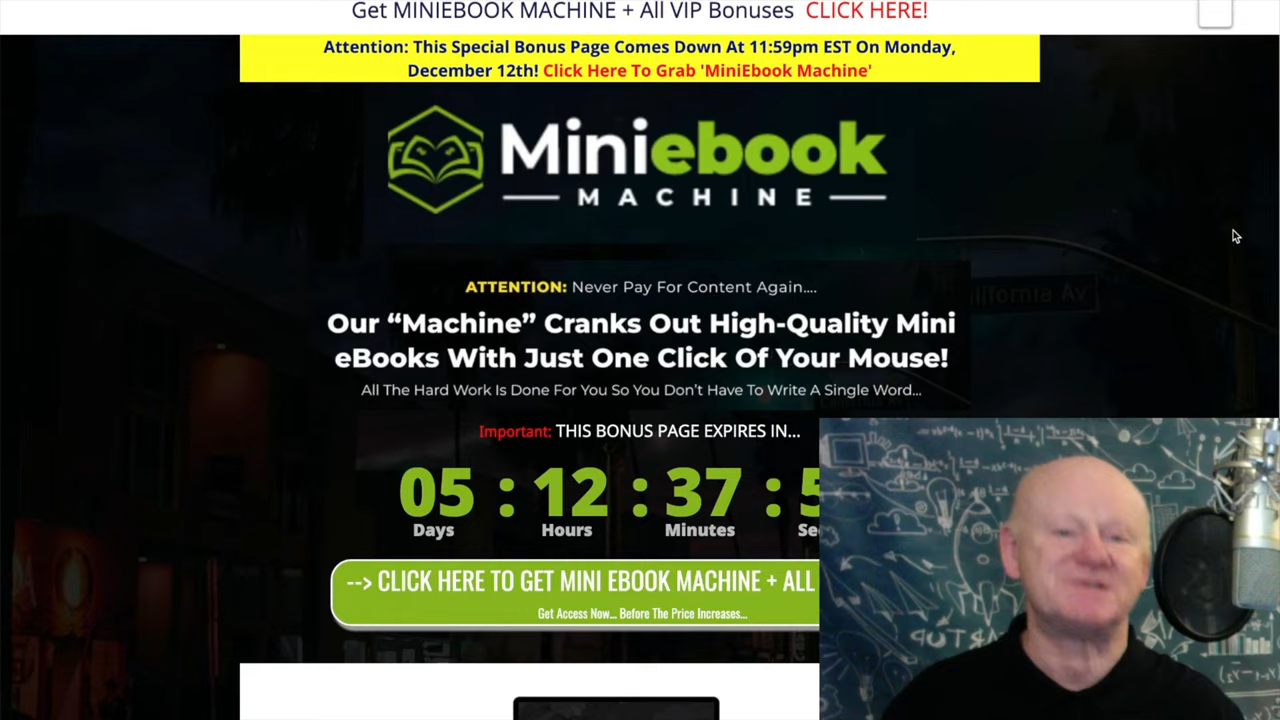 Get MINIEBOOK MACHINE + All VIP Bonuses CLICK HERE!
Attention: This Special Bonus Page Comes Down At 11:59pm EST On Monday,
December 12th! Click Here To Grab 'MiniEbook Machine'
Miniebook
MACHINE
ATTENTION: Never Pay For Content Again....
Our “Machine” Cranks Out High-Quality Mini
eBooks With Just One Click Of Your Mouse!
All The Hard Work Is Done For You So You Don’t Have To Write A Single Word...
Important: THIS BONUS PAGE EXPIRES IN...
05 : 12 : 37 : 5
Days Hours Minutes Se
--> CLICK HERE TO GET MINI EBOOK MACHINE + ALL
Get Access Now... Before The Price Increases...